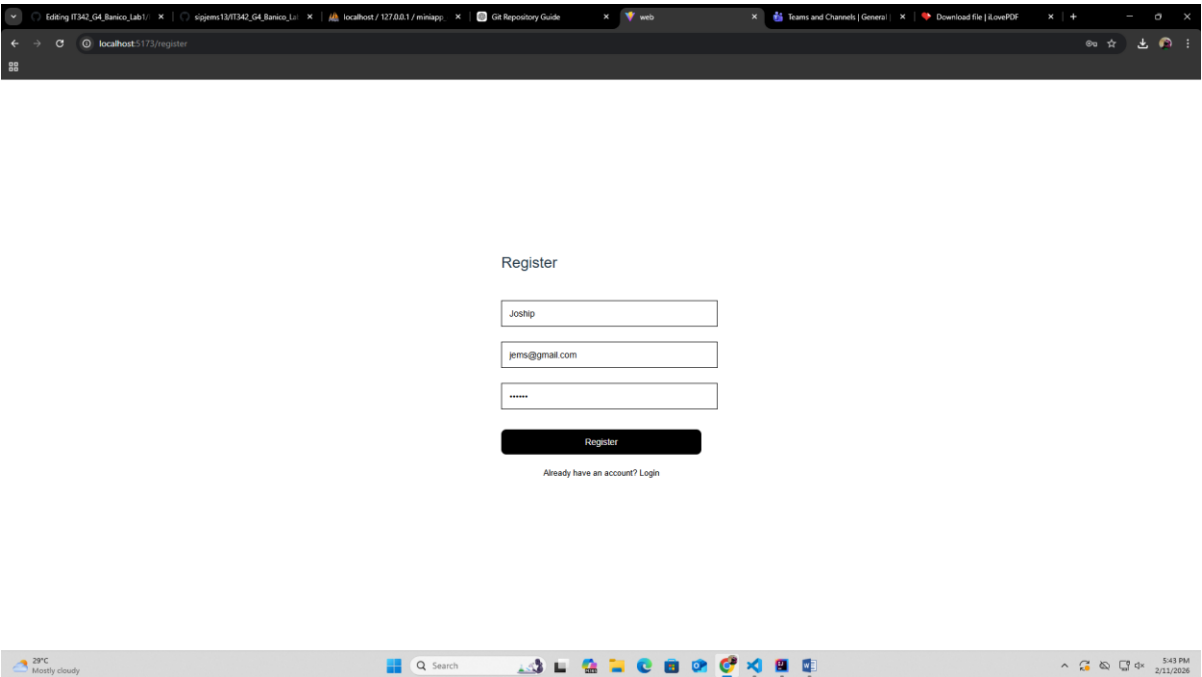 Editing IT342_G4_Banico_Lab1/
sipjems13/IT342_G4_Banico_La
localhost / 127.0.0.1 / miniapp
Git Repository Guide
web
Teams and Channels | General |
Download file | iLovePDF
localhost:5173/register
Register
Joship
jems@gmail.com
••••••
Register
Already have an account? Login
29°C
Mostly cloudy
Search
5:43 PM
2/11/2026